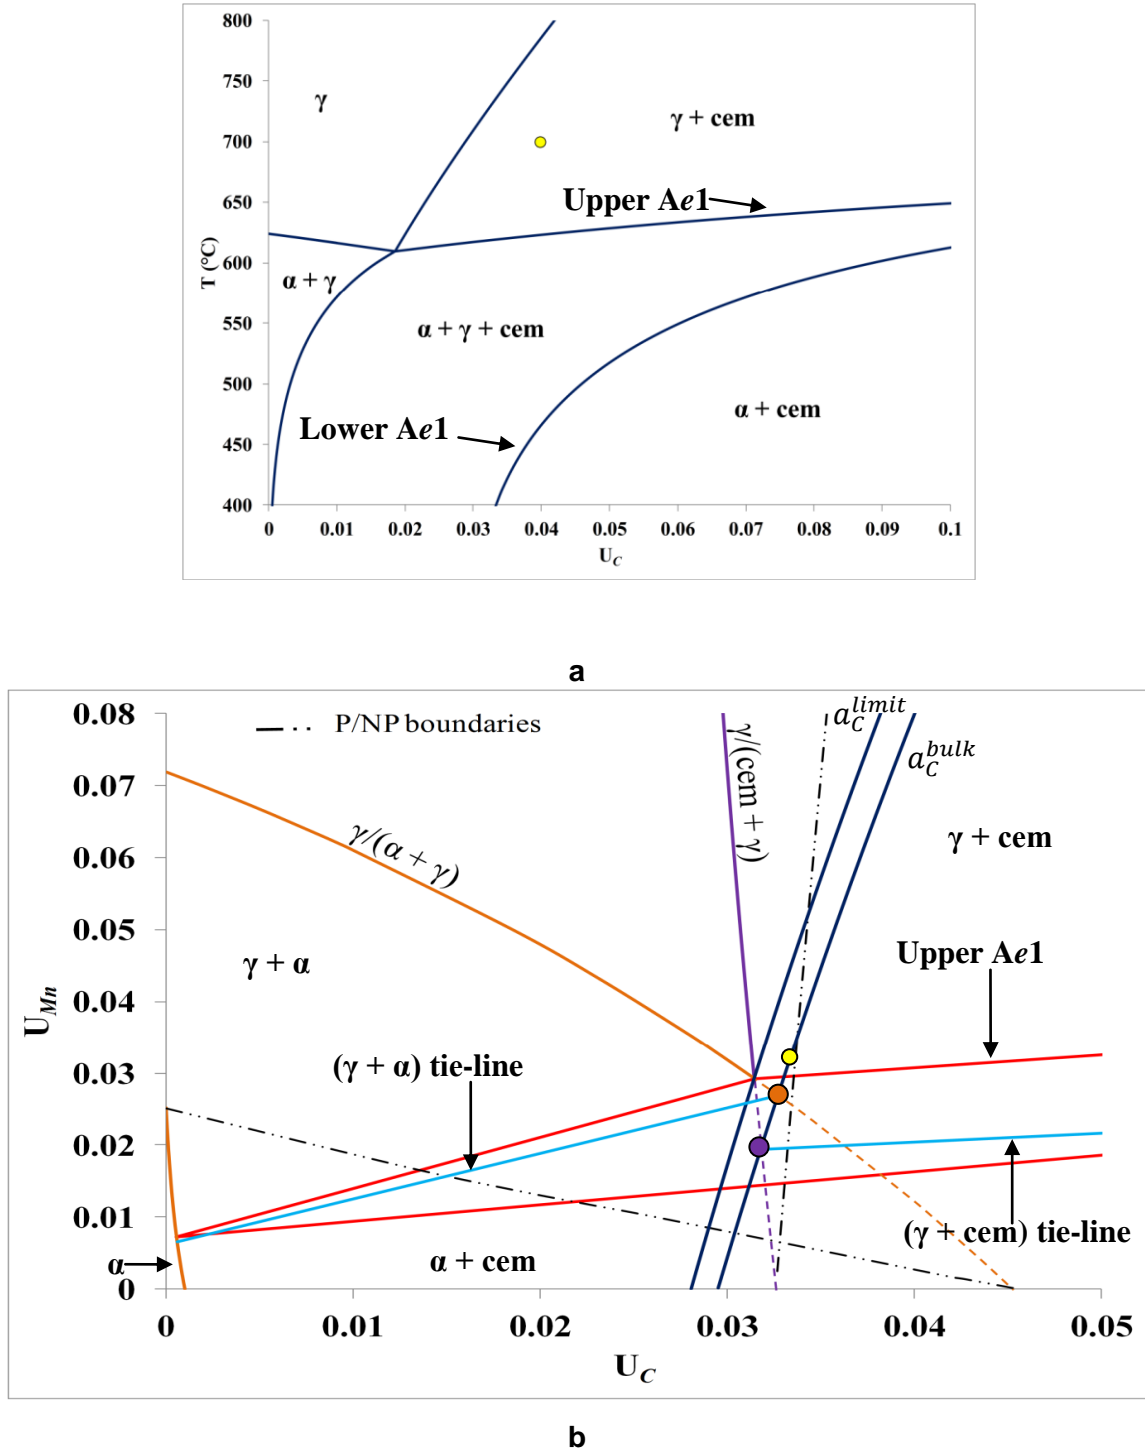 800
γ
750
γ + cem
700
650
Upper Ae1
600
T (°C)
α + γ
550
α + γ + cem
500
α + cem
450
Lower Ae1
400
0 0.01 0.02 0.03 0.04 0.05 0.06 0.07 0.08 0.09 0.1
U_C
a
0.08
P/NP boundaries
a_C^{limit}
a_C^{bulk}
γ/(cem + γ)
0.07
γ/(α + γ)
γ + cem
0.06
0.05
γ + α
Upper Ae1
0.04
U_{Mn}
(γ + α) tie-line
0.03
0.02
0.01
(γ + cem) tie-line
α
α + cem
0
0 0.01 0.02 0.03 0.04 0.05
U_C
b